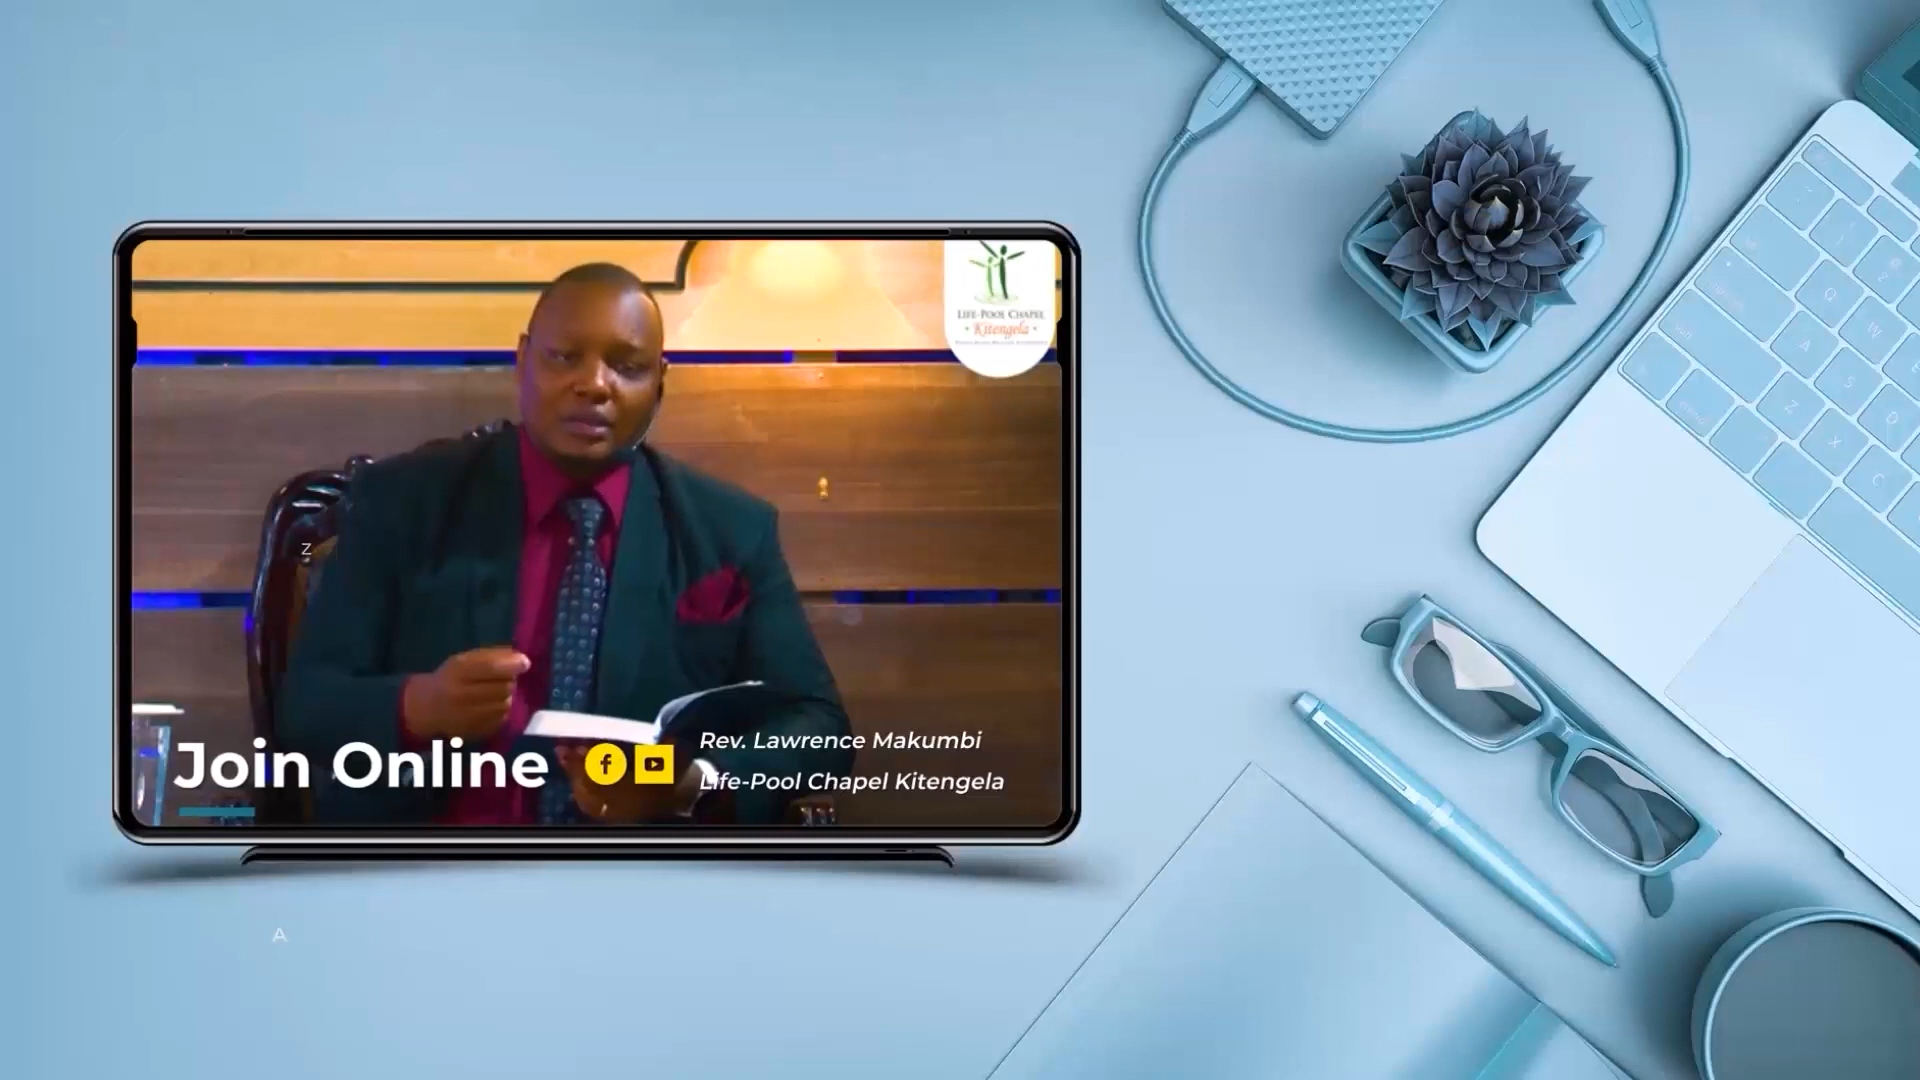 LIFE-POOL CHAPEL
Kitengela
Join Online
Rev. Lawrence Makumbi
Life-Pool Chapel Kitengela
Z
A
Q
W
A
S
D
Z
X
C